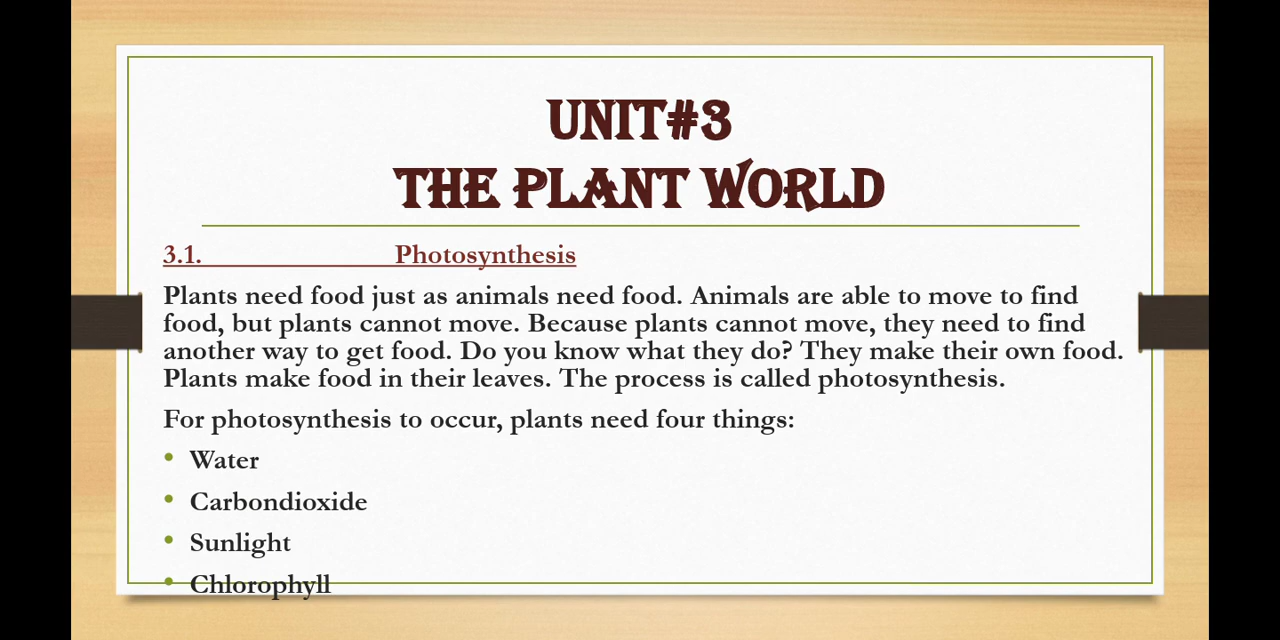 UNIT#3
THE PLANT WORLD
3.1. Photosynthesis
Plants need food just as animals need food. Animals are able to move to find
food, but plants cannot move. Because plants cannot move, they need to find
another way to get food. Do you know what they do? They make their own food.
Plants make food in their leaves. The process is called photosynthesis.
For photosynthesis to occur, plants need four things:
• Water
• Carbondioxide
• Sunlight
• Chlorophyll